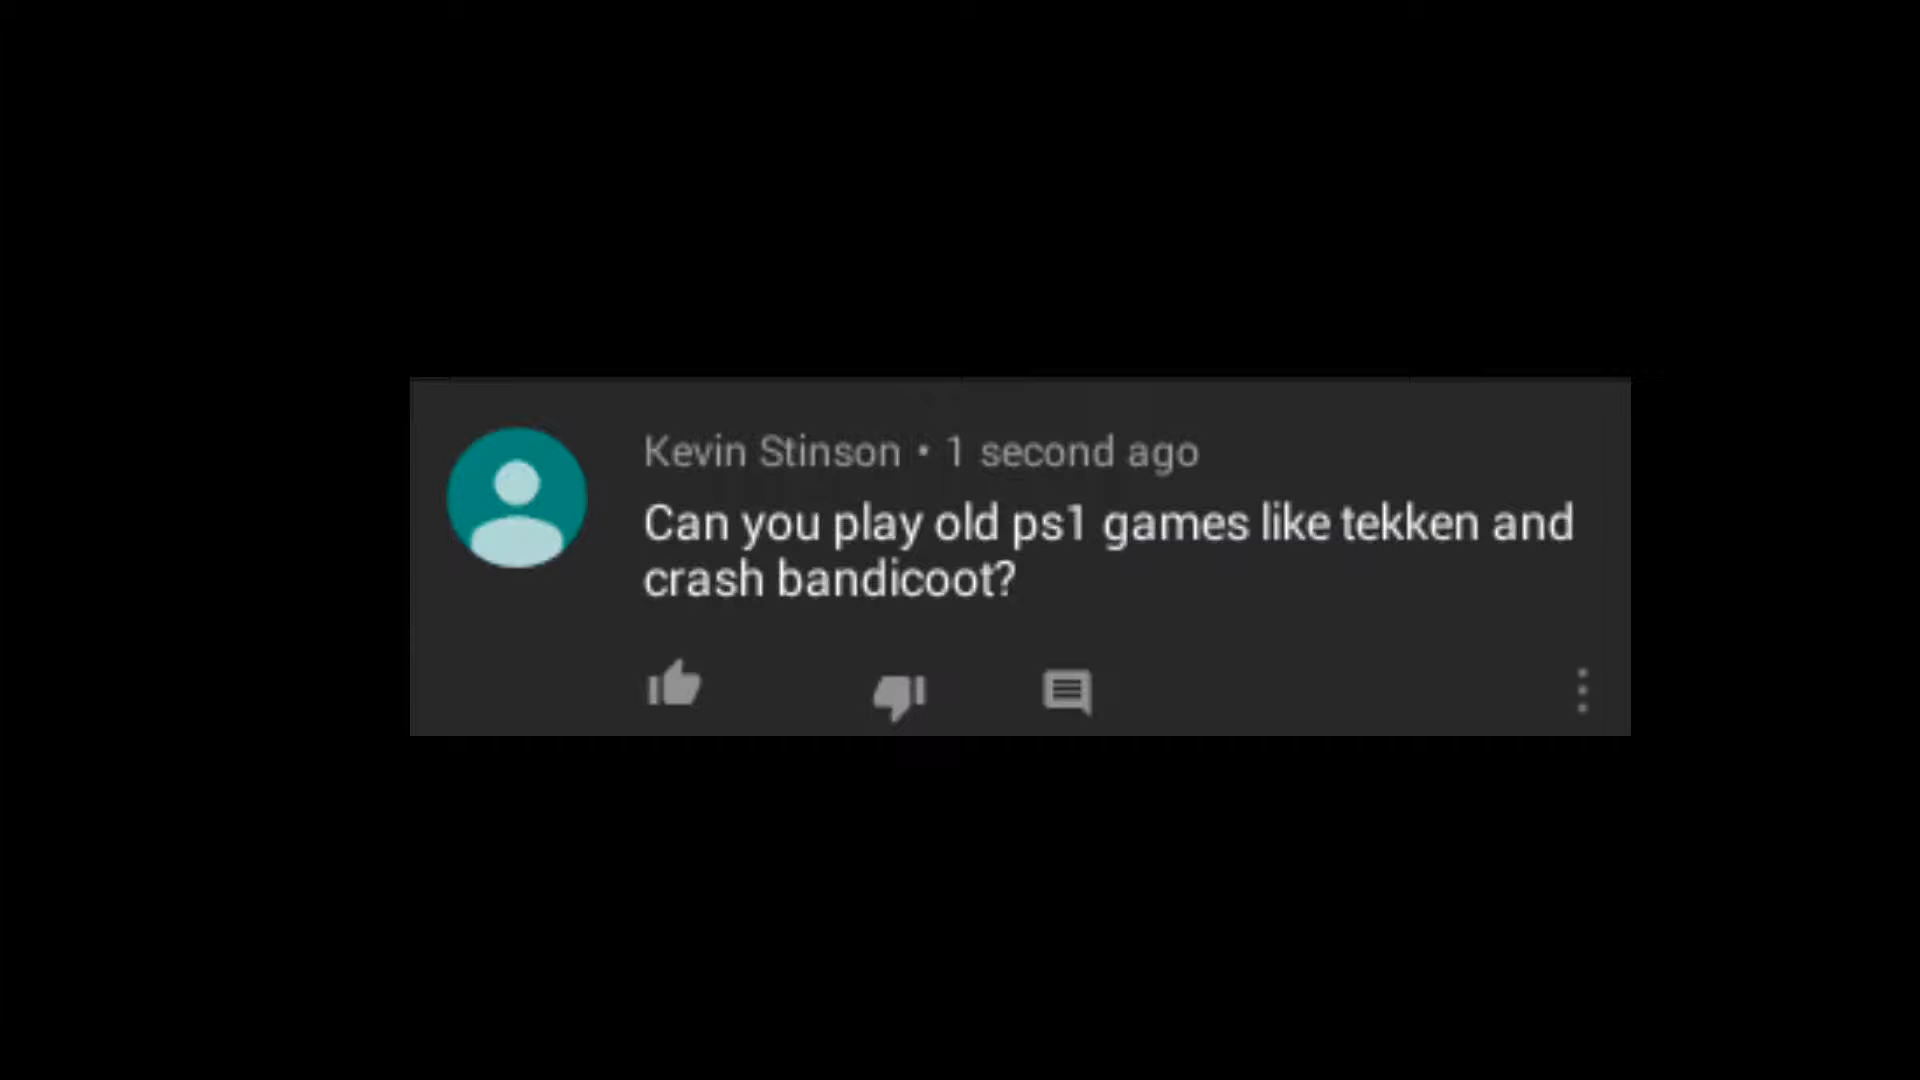 Kevin Stinson • 1 second ago
Can you play old ps1 games like tekken and
crash bandicoot?